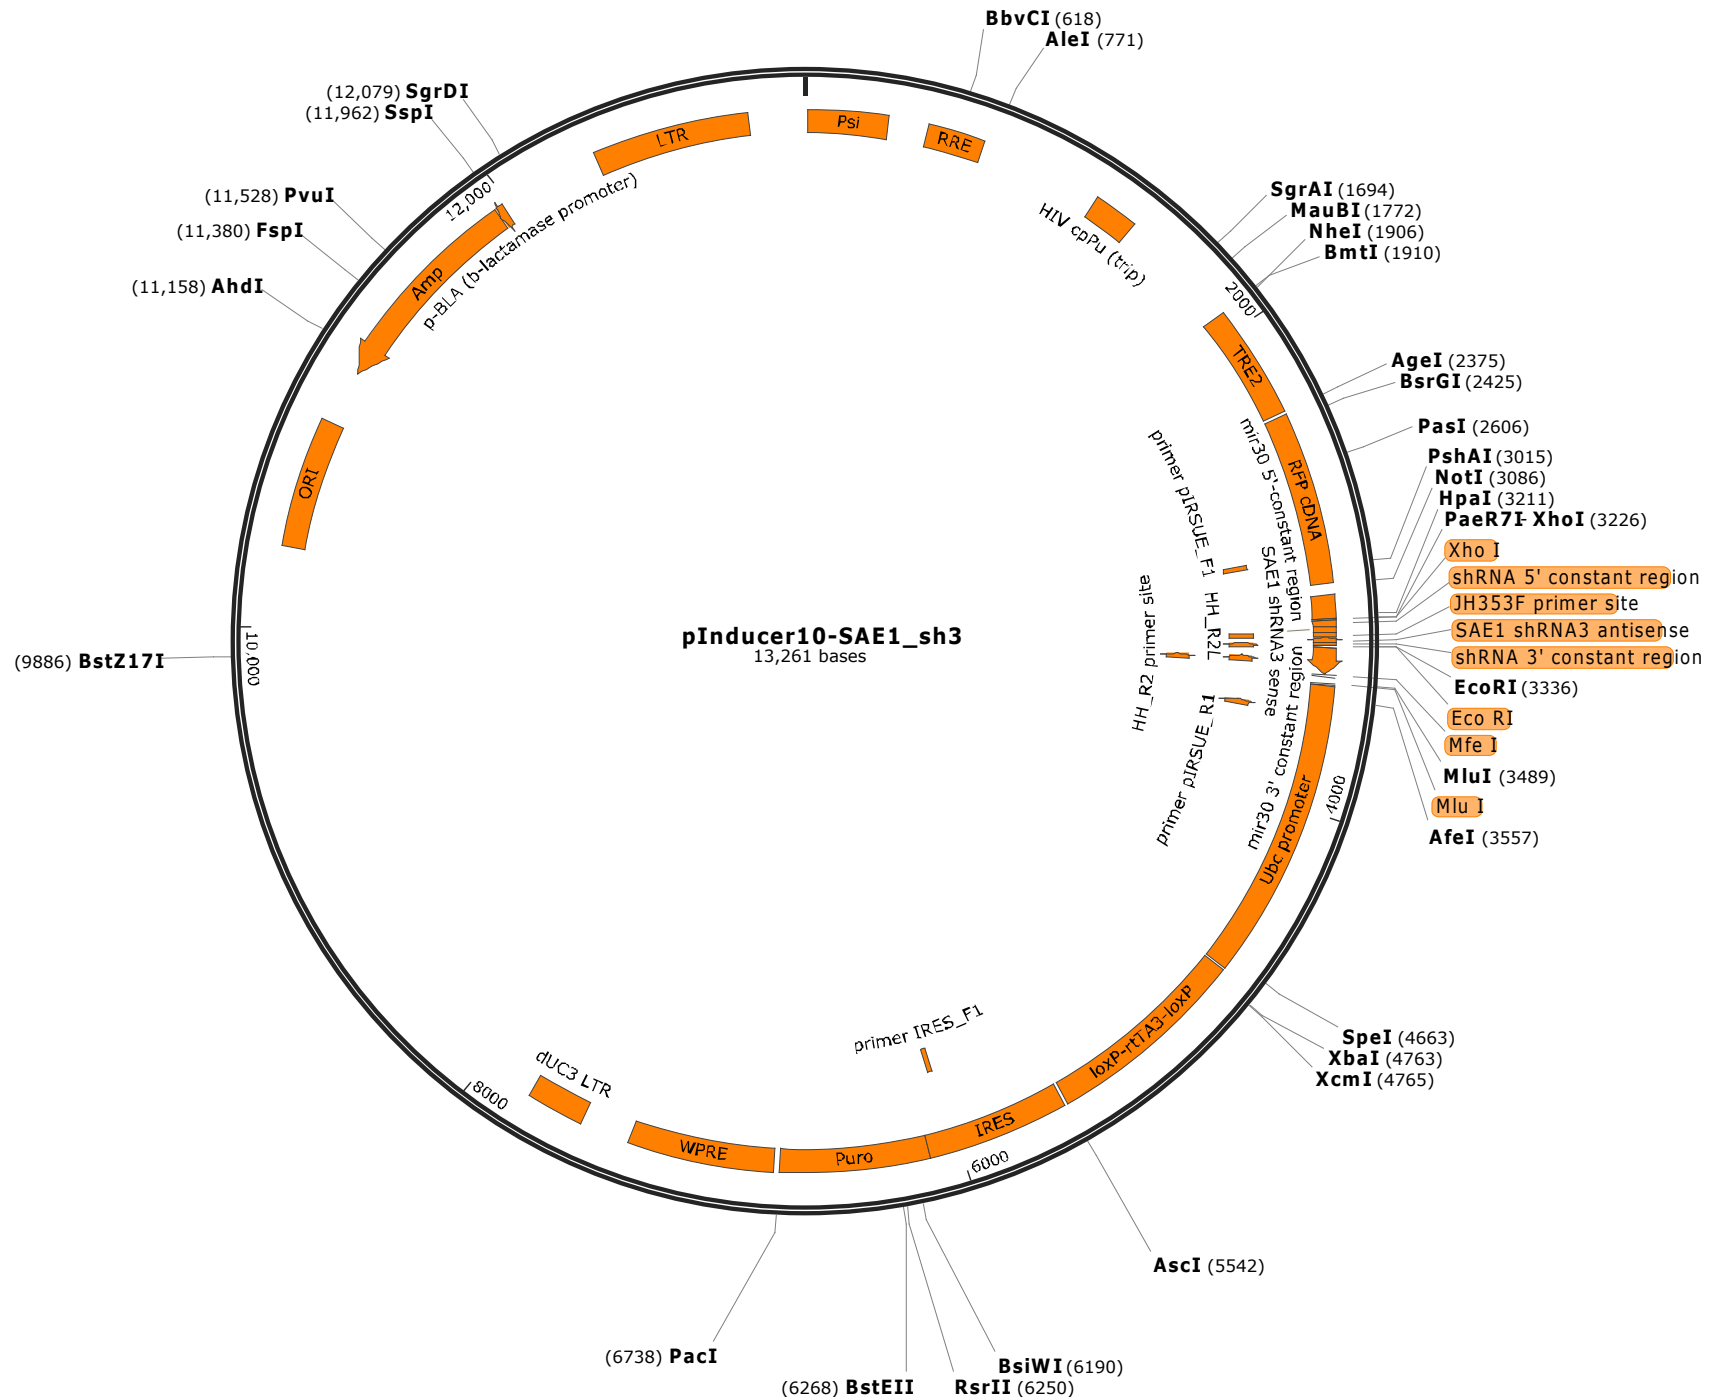 pInducer10-SAE1_sh3
13,261 bases
BbvCI (618)
AleI (771)
SgrAI (1694)
MauBI (1772)
NheI (1906)
BmtI (1910)
AgeI (2375)
BsrGI (2425)
PasI (2606)
PshAI (3015)
NotI (3086)
HpaI (3211)
PaeR7I - XhoI (3226)
Xho I
shRNA 5' constant region
JH353F primer site
SAE1 shRNA3 antisense
shRNA 3' constant region
EcoRI (3336)
Eco RI
Mfe I
MluI (3489)
Mlu I
AfeI (3557)
SpeI (4663)
XbaI (4763)
XcmI (4765)
AscI (5542)
BsiWI (6190)
RsrII (6250)
(6268) BstEII
(6738) PacI
(9886) BstZ17I
(11,158) AhdI
(11,380) FspI
(11,528) PvuI
(11,962) SspI
(12,079) SgrDI
2000
4000
6000
8000
10,000
12,000
Psi
RRE
HIV cpPu (trip)
TRE2
RFP cDNA
mir30 5'-constant region
primer pIRSUE_F1
SAE1 shRNA3 sense
HH_R2L
HH_R2 primer site
mir30 3' constant region
primer pIRSUE_R1
Ubc promoter
loxP-rtTA3-loxP
IRES
primer IRES_F1
Puro
WPRE
dUC3 LTR
ORI
Amp
p-BLA (b-lactamase promoter)
LTR